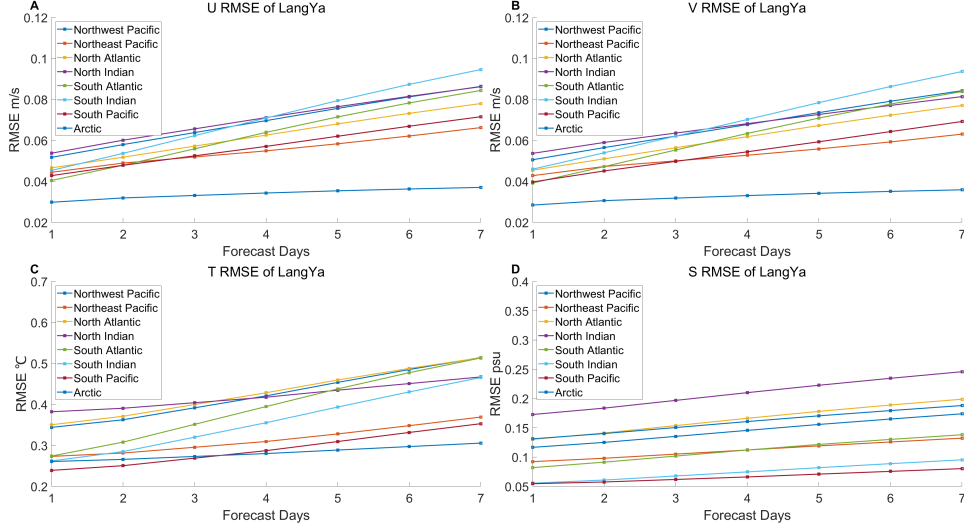 A
U RMSE of LangYa
0.12
0.1
0.08
0.06
0.04
0.02
RMSE m/s
Northwest Pacific
Northeast Pacific
North Atlantic
North Indian
South Atlantic
South Indian
South Pacific
Arctic
1 2 3 4 5 6 7
Forecast Days
B
V RMSE of LangYa
0.12
0.1
0.08
0.06
0.04
0.02
RMSE m/s
Northwest Pacific
Northeast Pacific
North Atlantic
North Indian
South Atlantic
South Indian
South Pacific
Arctic
1 2 3 4 5 6 7
Forecast Days
C
T RMSE of LangYa
0.7
0.6
0.5
0.4
0.3
0.2
RMSE ℃
Northwest Pacific
Northeast Pacific
North Atlantic
North Indian
South Atlantic
South Indian
South Pacific
Arctic
1 2 3 4 5 6 7
Forecast Days
D
S RMSE of LangYa
0.4
0.3
0.2
0.15
0.1
0.05
RMSE psu
Northwest Pacific
Northeast Pacific
North Atlantic
North Indian
South Atlantic
South Indian
South Pacific
Arctic
1 2 3 4 5 6 7
Forecast Days